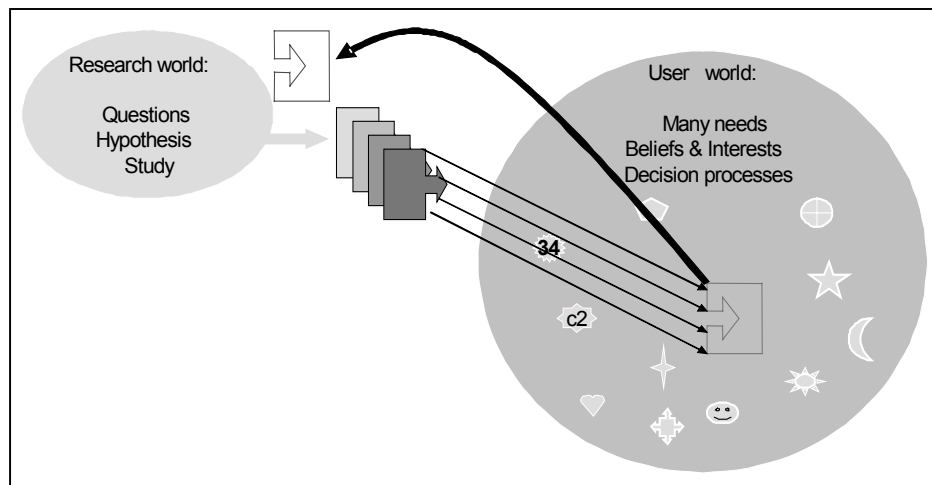 Research world:
Questions
Hypothesis
Study
User world:
Many needs
Beliefs & Interests
Decision processes
34
c2